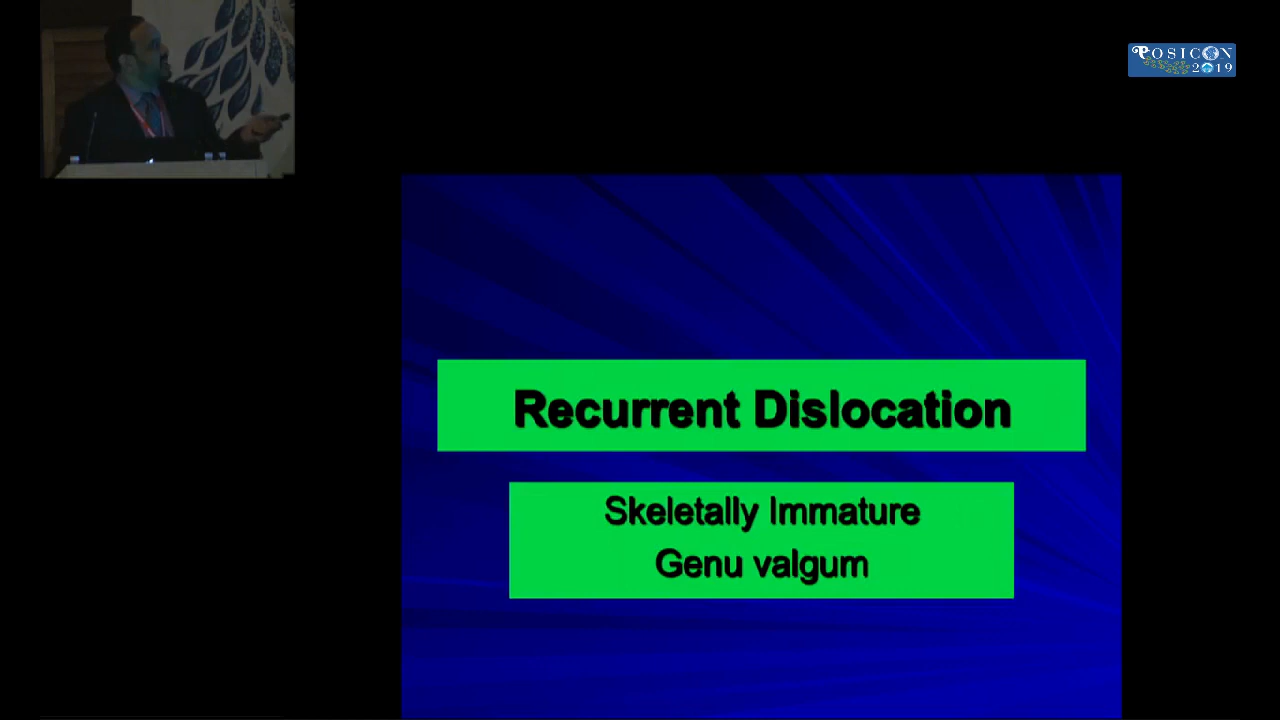 POSICON
2019
Recurrent Dislocation
Skeletally Immature
Genu valgum